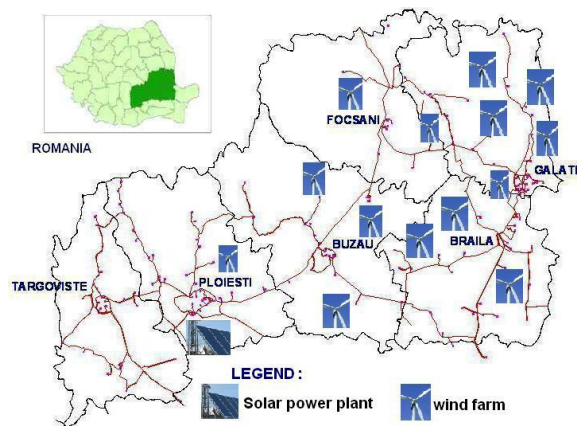 FOCSANI
ROMANIA
GALATI
BUZAU
BRAILA
TARGOVISTE
PLOIESTI
LEGEND :
Solar power plant
wind farm